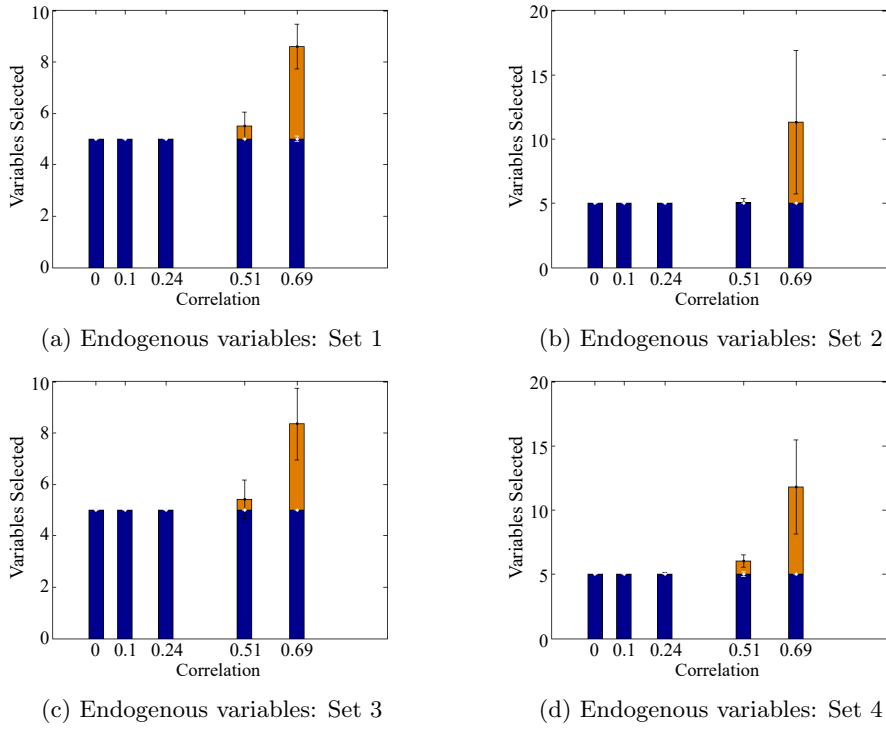 10
8
6
4
2
0
Variables Selected
0 0.1 0.24 0.51 0.69
Correlation
(a) Endogenous variables: Set 1
20
15
10
5
0
Variables Selected
0 0.1 0.24 0.51 0.69
Correlation
(b) Endogenous variables: Set 2
10
8
6
4
2
0
Variables Selected
0 0.1 0.24 0.51 0.69
Correlation
(c) Endogenous variables: Set 3
20
15
10
5
0
Variables Selected
0 0.1 0.24 0.51 0.69
Correlation
(d) Endogenous variables: Set 4